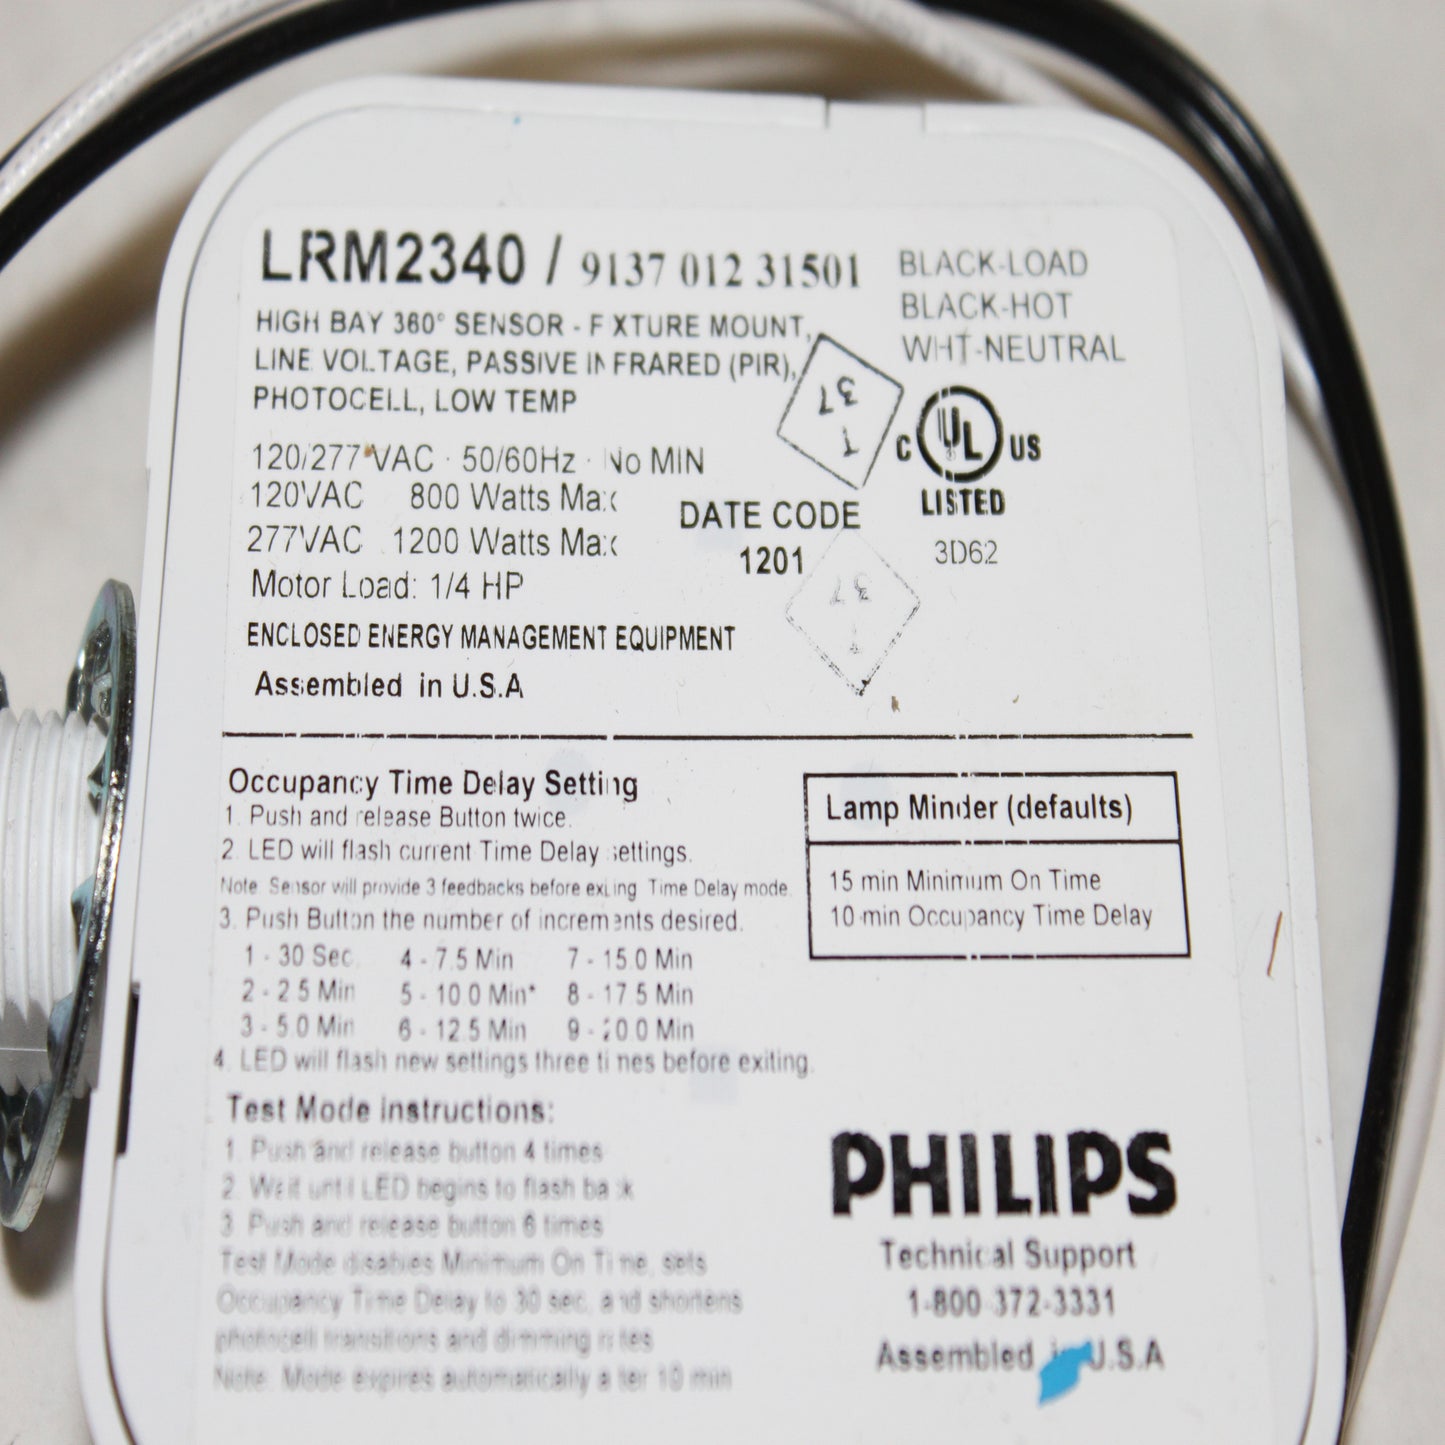 LRM2340 / 9137 012 31501
HIGH BAY 360° SENSOR - FIXTURE MOUNT,
LINE VOLTAGE, PASSIVE INFRARED (PIR),
PHOTOCELL, LOW TEMP
BLACK-LOAD
BLACK-HOT
WHT-NEUTRAL
37
T
C UL US
LISTED
3D62
120/277 VAC · 50/60Hz · No MIN
120VAC 800 Watts Max
277VAC 1200 Watts Max
Motor Load: 1/4 HP
DATE CODE
1201
37
T
ENCLOSED ENERGY MANAGEMENT EQUIPMENT
Assembled in U.S.A
Occupancy Time Delay Setting
1. Push and release Button twice.
2. LED will flash current Time Delay settings.
Note: Sensor will provide 3 feedbacks before exiting Time Delay mode.
3. Push Button the number of increments desired.
1 - 30 Sec. 4 - 7.5 Min 7 - 15.0 Min
2 - 2.5 Min 5 - 10.0 Min* 8 - 17.5 Min
3 - 5.0 Min 6 - 12.5 Min 9 - 20.0 Min
4. LED will flash new settings three times before exiting.
Lamp Minder (defaults)
15 min Minimum On Time
10 min Occupancy Time Delay
Test Mode instructions:
1. Push and release button 4 times
2. Wait until LED begins to flash back
3. Push and release button 6 times
Test Mode disables Minimum On Time, sets
Occupancy Time Delay to 30 sec. and shortens
photocell transitions and dimming rates
Note: Mode expires automatically after 10 min
PHILIPS
Technical Support
1-800-372-3331
Assembled in U.S.A